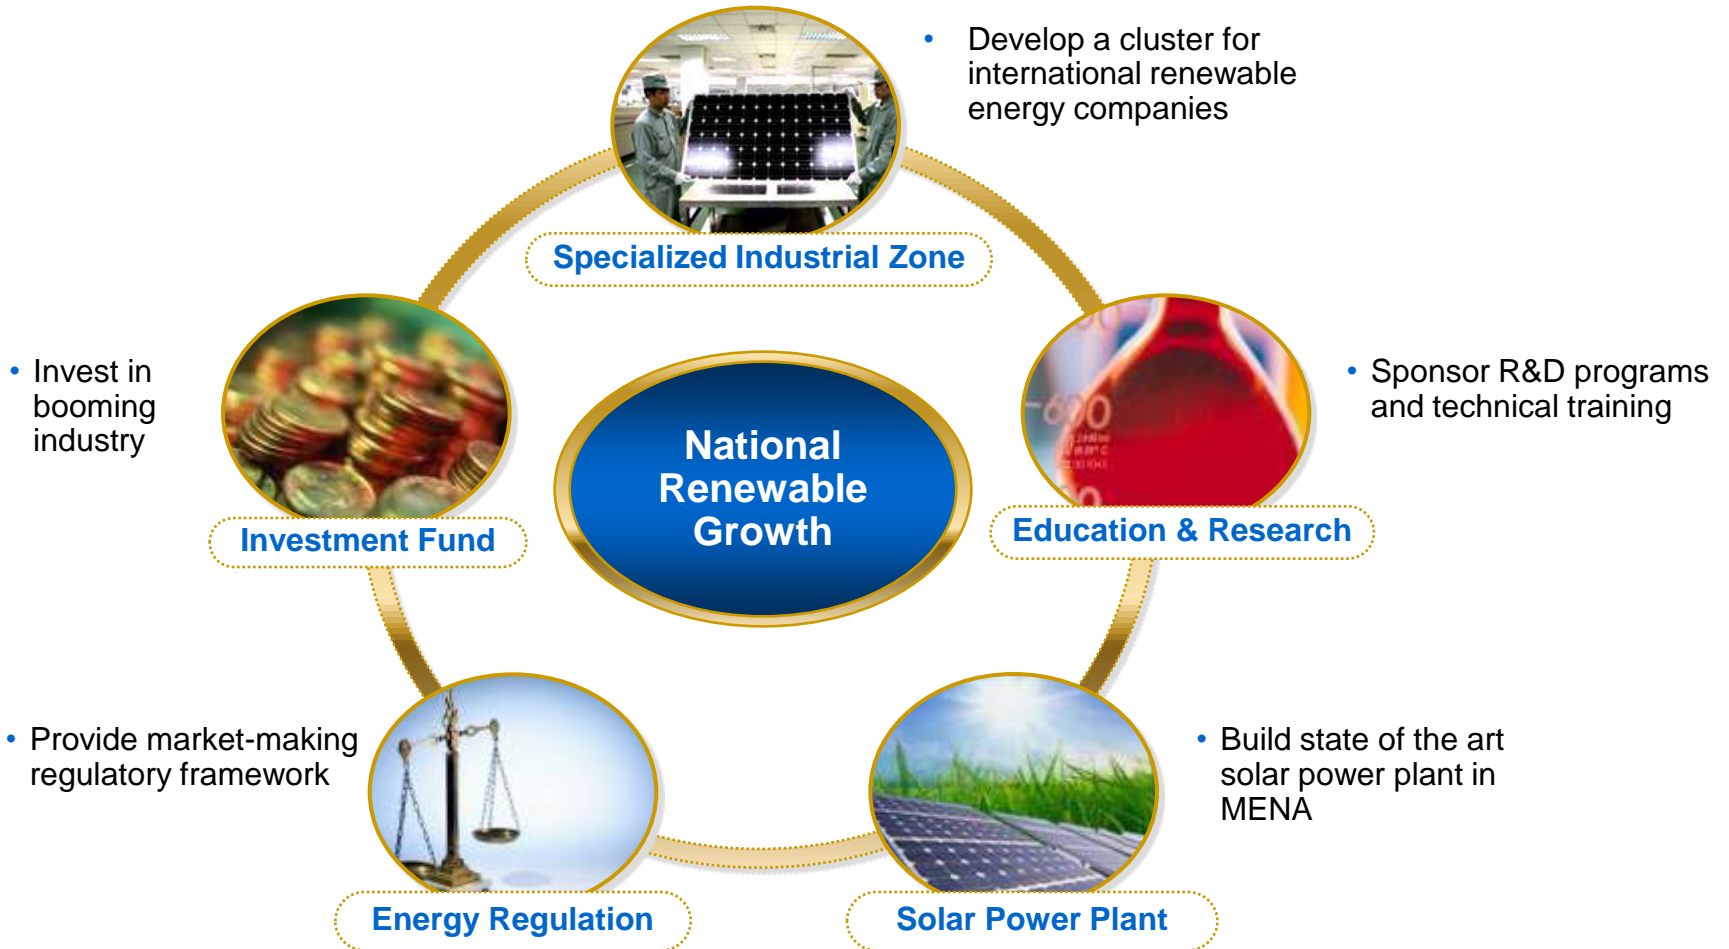 • Develop a cluster for
international renewable
energy companies
Specialized Industrial Zone
• Invest in
booming
industry
Investment Fund
National
Renewable
Growth
600
Education & Research
• Sponsor R&D programs
and technical training
• Provide market-making
regulatory framework
Energy Regulation
• Build state of the art
solar power plant in
MENA
Solar Power Plant